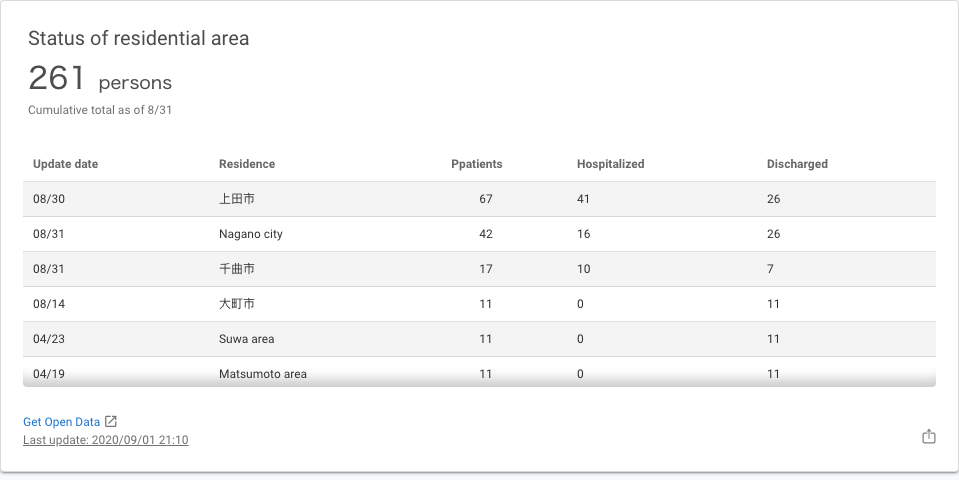 Status of residential area
261 persons
Cumulative total as of 8/31
Update date Residence Ppatients Hospitalized Discharged
08/30 上田市 67 41 26
08/31 Nagano city 42 16 26
08/31 千曲市 17 10 7
08/14 大町市 11 0 11
04/23 Suwa area 11 0 11
04/19 Matsumoto area 11 0 11
Get Open Data
Last update: 2020/09/01 21:10